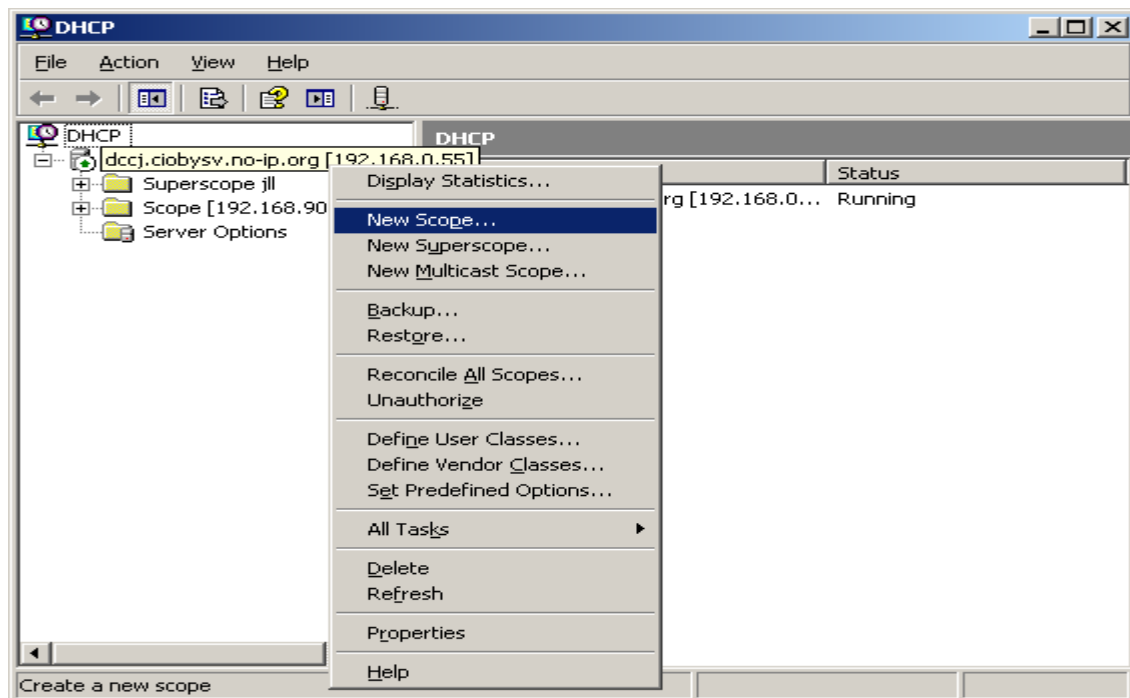 DHCP
File Action View Help
DHCP
DHCP
dccj.ciobysv.no-ip.org [192.168.0.55]
Status
Superscope jll
rg [192.168.0... Running
Scope [192.168.90
Server Options
Display Statistics...
New Scope...
New Superscope...
New Multicast Scope...
Backup...
Restore...
Reconcile All Scopes...
Unauthorize
Define User Classes...
Define Vendor Classes...
Set Predefined Options...
All Tasks
Delete
Refresh
Properties
Help
Create a new scope